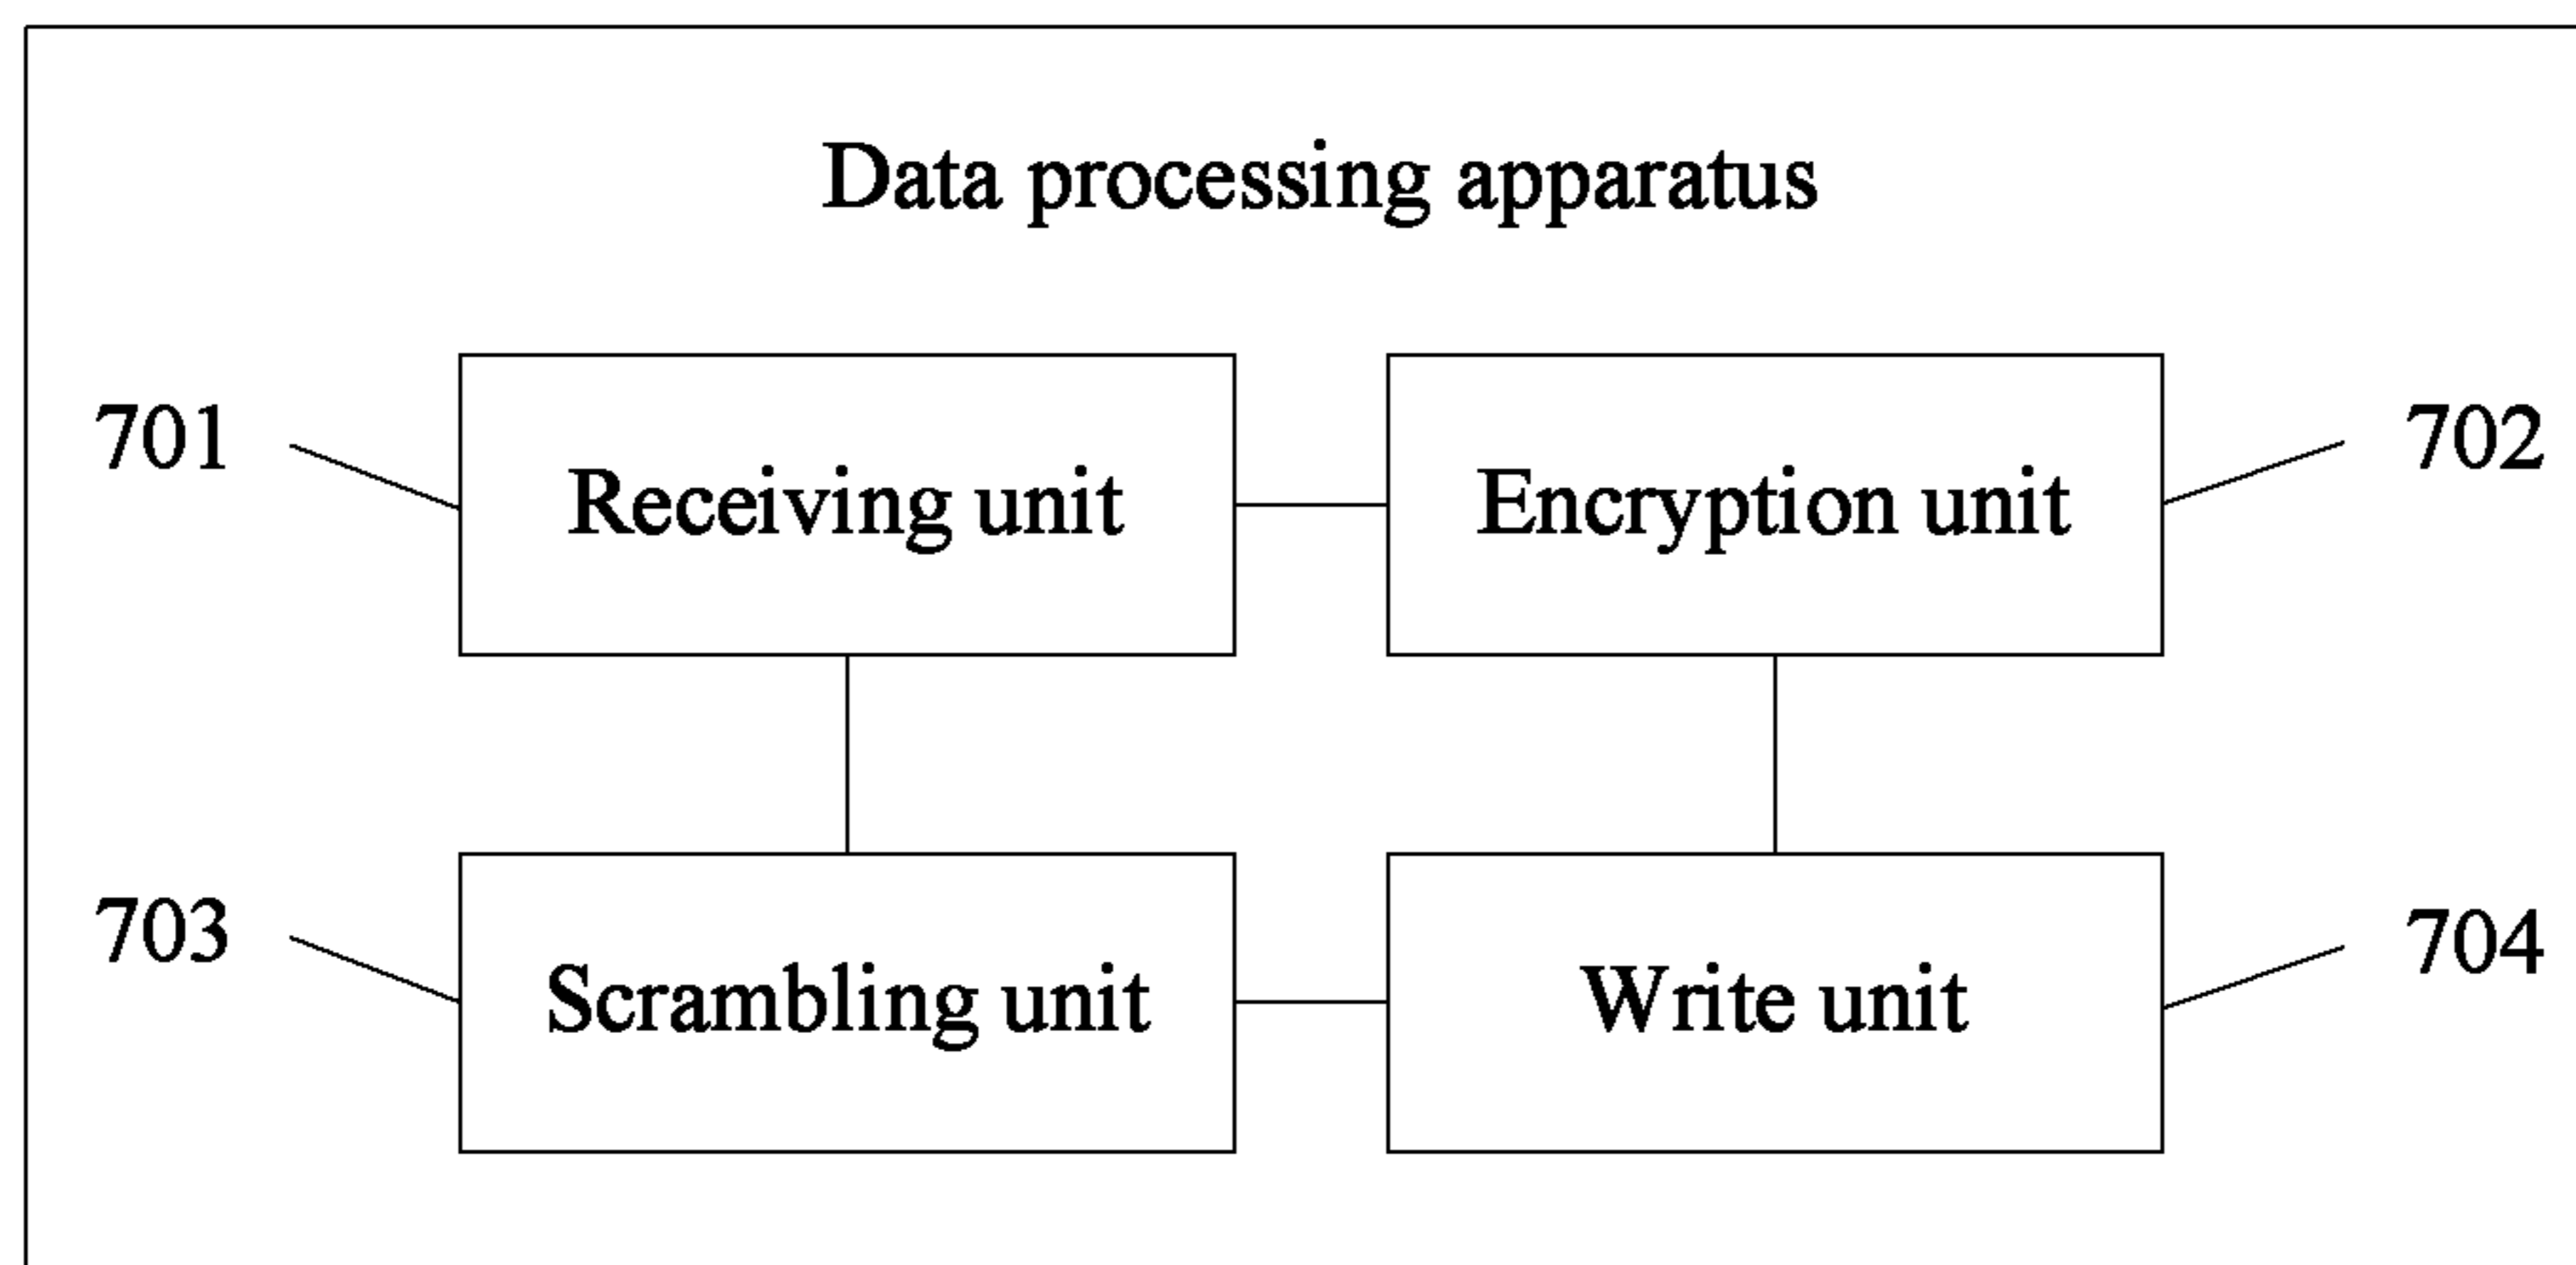 Data processing apparatus
701
Receiving unit
Encryption unit
702
703
Scrambling unit
Write unit
704